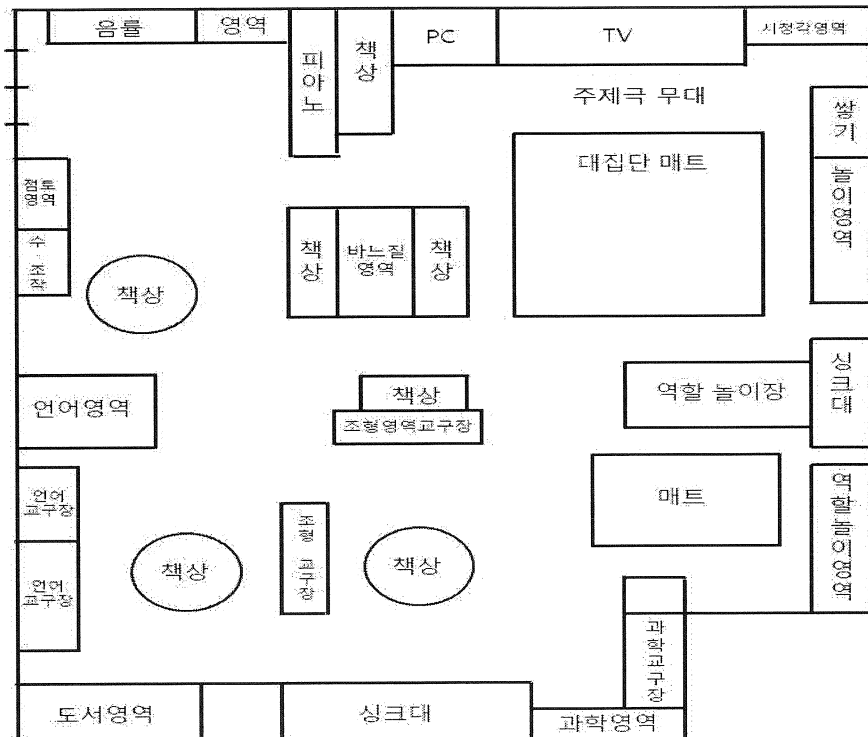 음률
영역
피아노
책상
PC
TV
시청각영역
주제극 무대
쌓기
놀이영역
대집단 매트
점토
영역
수·조작
책상
책상
바느질
영역
책상
언어영역
책상
조형영역교구장
역할 놀이장
싱크대
매트
역할놀이영역
언어
교구장
언어
교구장
책상
조형 교구장
책상
과학교구장
도서영역
싱크대
과학영역